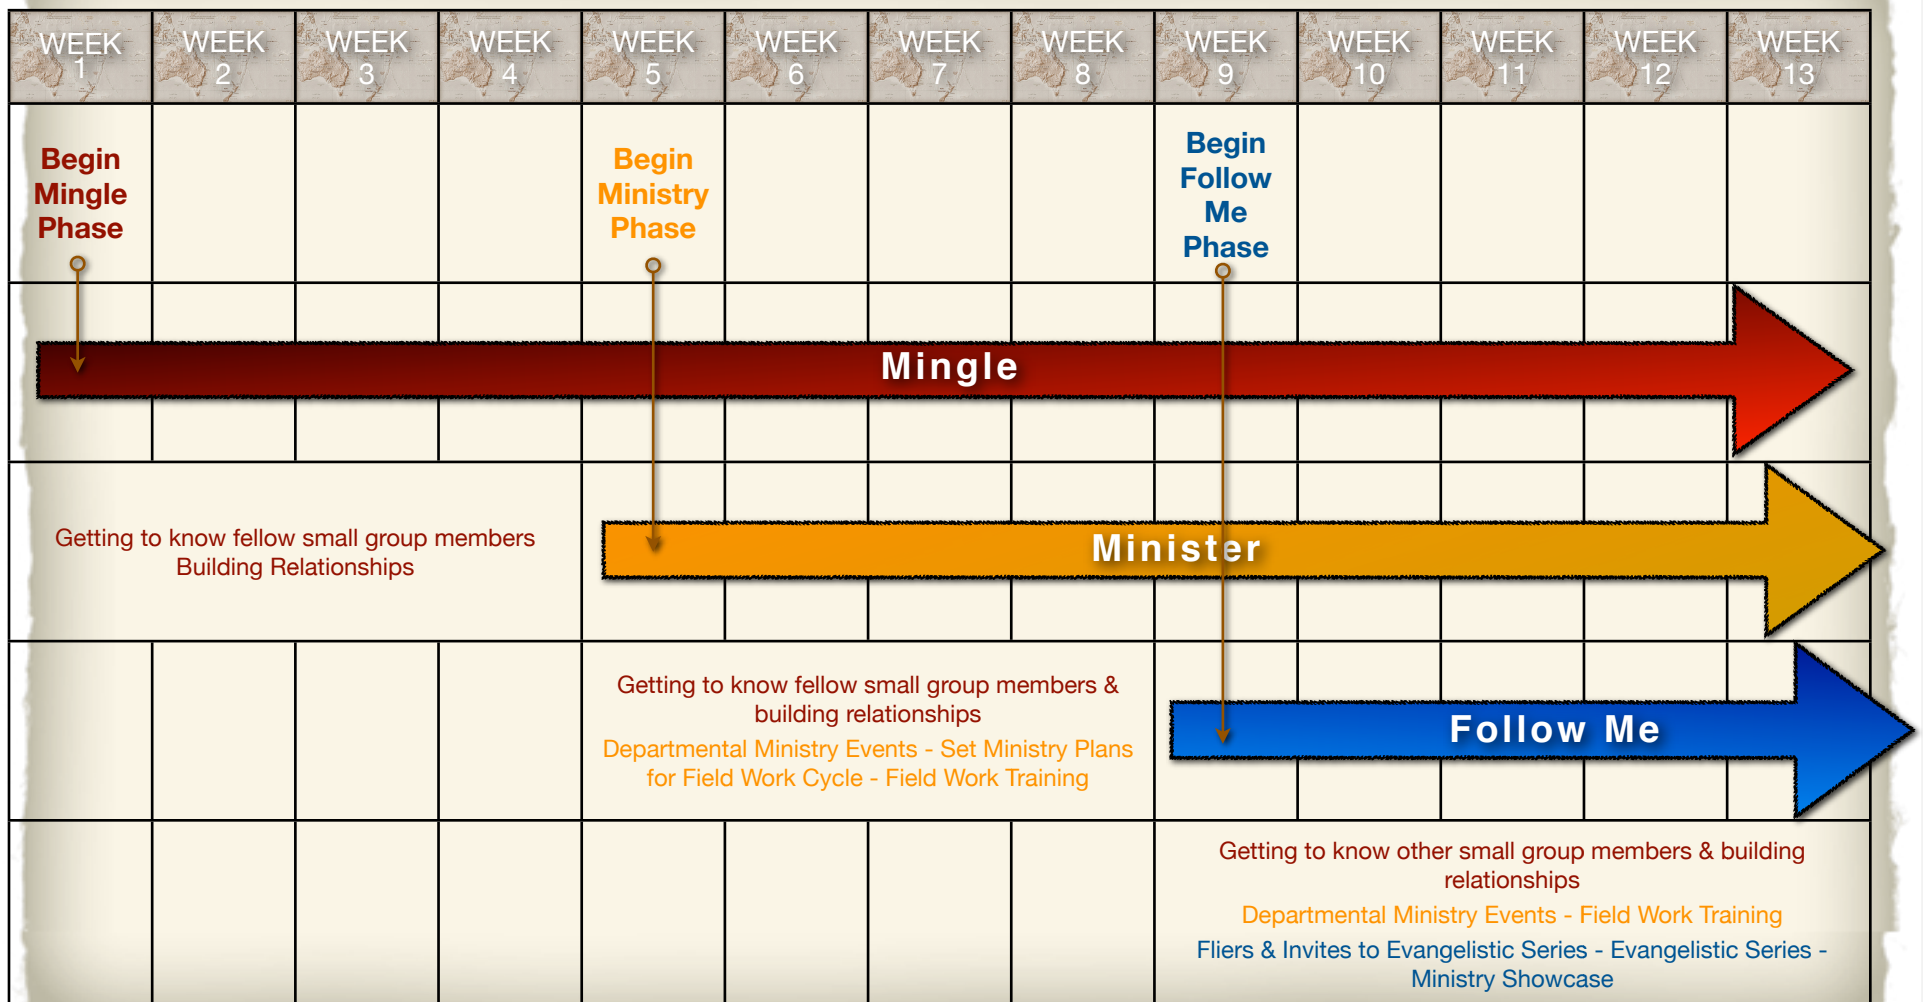 WEEK
1
WEEK
2
WEEK
3
WEEK
4
WEEK
5
WEEK
6
WEEK
7
WEEK
8
WEEK
9
WEEK
10
WEEK
11
WEEK
12
WEEK
13
Begin
Mingle
Phase
Begin
Ministry
Phase
Begin
Follow
Me
Phase
Mingle
Getting to know fellow small group members
Building Relationships
Minister
Getting to know fellow small group members &
building relationships
Departmental Ministry Events - Set Ministry Plans
for Field Work Cycle - Field Work Training
Follow Me
Getting to know other small group members & building
relationships
Departmental Ministry Events - Field Work Training
Fliers & Invites to Evangelistic Series - Evangelistic Series -
Ministry Showcase